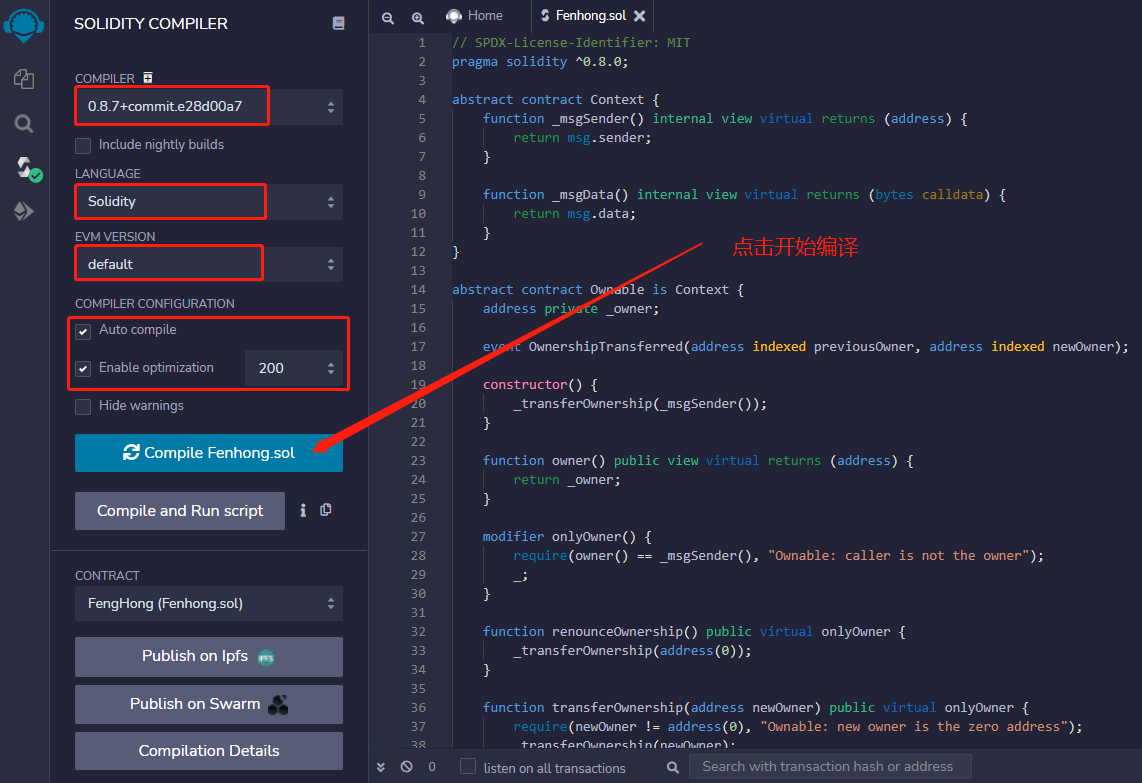 SOLIDITY COMPILER
COMPILER
0.8.7+commit.e28d00a7
Include nightly builds
LANGUAGE
Solidity
EVM VERSION
default
COMPILER CONFIGURATION
Auto compile
Enable optimization 200
Hide warnings
Compile Fenhong.sol
Compile and Run script
CONTRACT
FengHong (Fenhong.sol)
Publish on Ipfs IPFS
Publish on Swarm
Compilation Details
Home Fenhong.sol
1 // SPDX-License-Identifier: MIT
2 pragma solidity ^0.8.0;
3
4 abstract contract Context {
5 function _msgSender() internal view virtual returns (address) {
6 return msg.sender;
7 }
8
9 function _msgData() internal view virtual returns (bytes calldata) {
10 return msg.data;
11 }
12 }
13
14 abstract contract Ownable is Context {
15 address private _owner;
16
17 event OwnershipTransferred(address indexed previousOwner, address indexed newOwner);
18
19 constructor() {
20 _transferOwnership(_msgSender());
21 }
22
23 function owner() public view virtual returns (address) {
24 return _owner;
25 }
26
27 modifier onlyOwner() {
28 require(owner() == _msgSender(), "Ownable: caller is not the owner");
29 _;
30 }
31
32 function renounceOwnership() public virtual onlyOwner {
33 _transferOwnership(address(0));
34 }
35
36 function transferOwnership(address newOwner) public virtual onlyOwner {
37 require(newOwner != address(0), "Ownable: new owner is the zero address");
38 _transferOwnership(newOwner);
点击开始编译
0 listen on all transactions Search with transaction hash or address